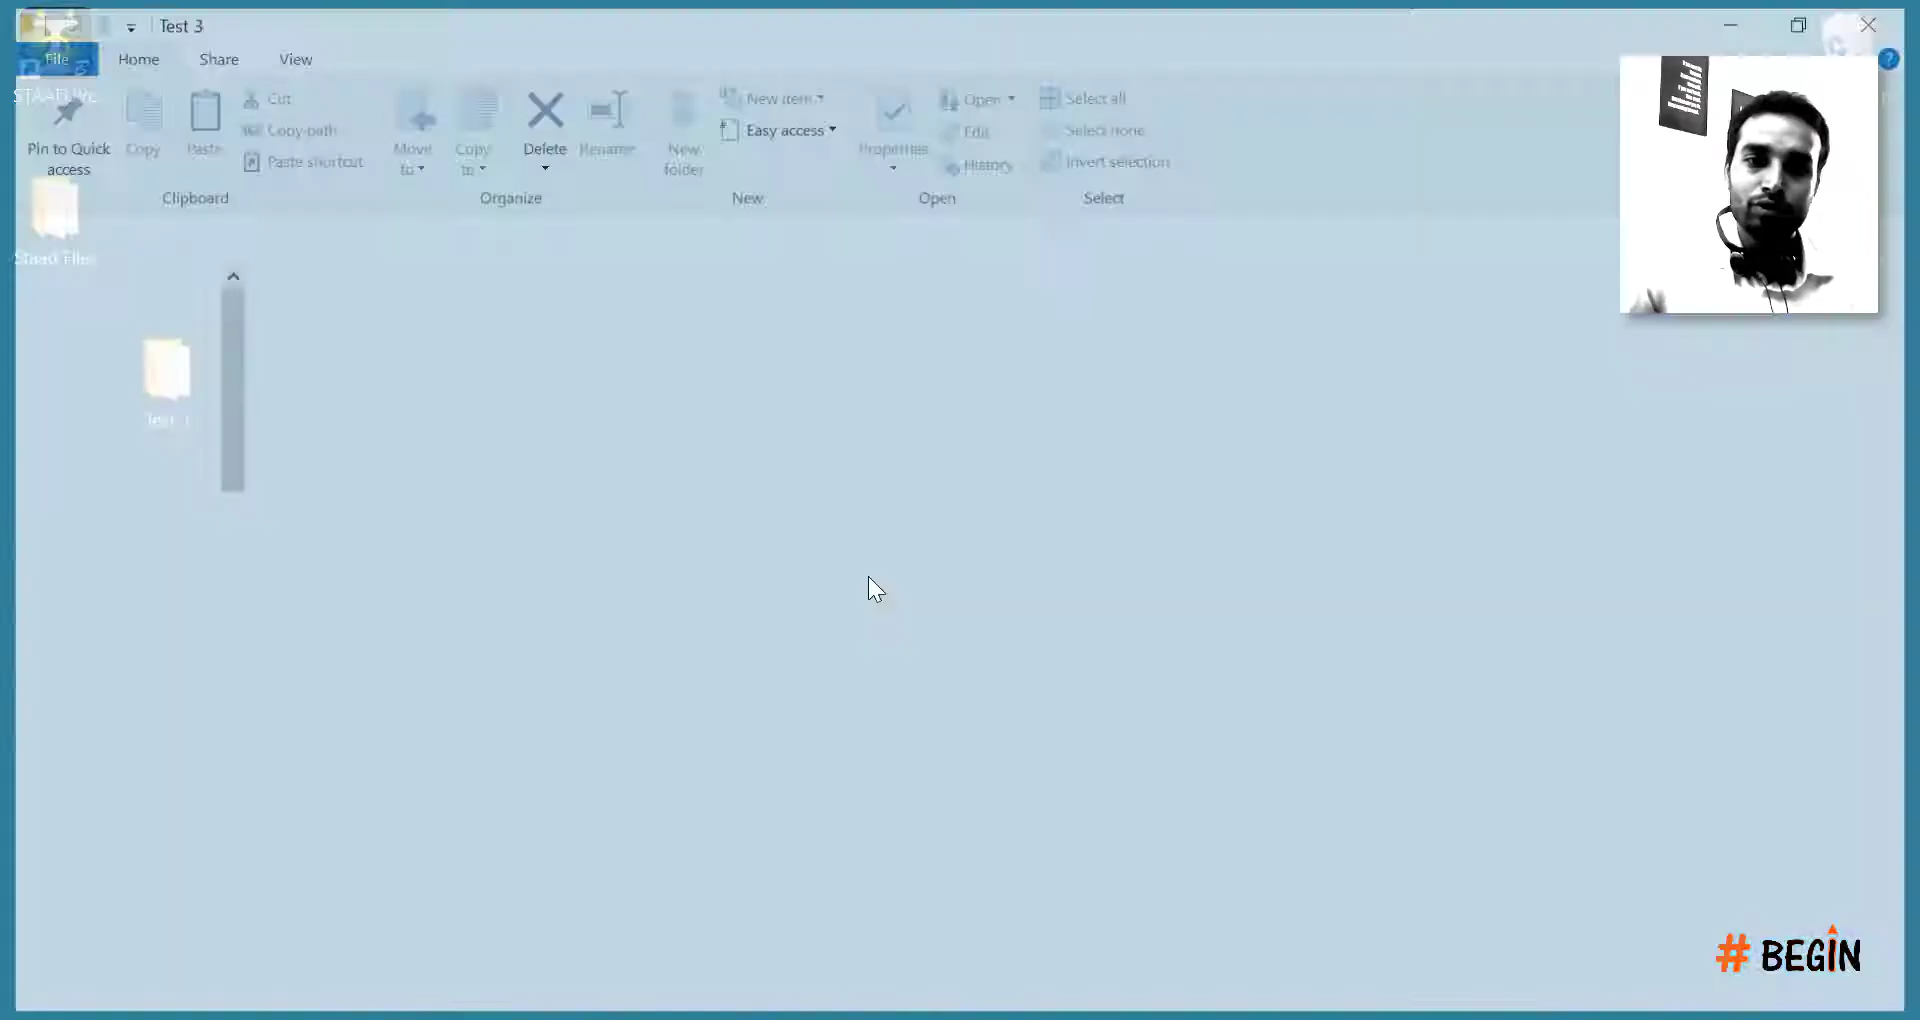 Test 3
File
Home
Share
View
Pin to Quick
access
Copy
Paste
Cut
Copy path
Paste shortcut
Clipboard
Move
to
Copy
to
Delete
Rename
Organize
New
folder
New item
Easy access
New
Properties
Open
Edit
History
Open
Select all
Select none
Invert selection
Select
Staad Files
# BEGIN